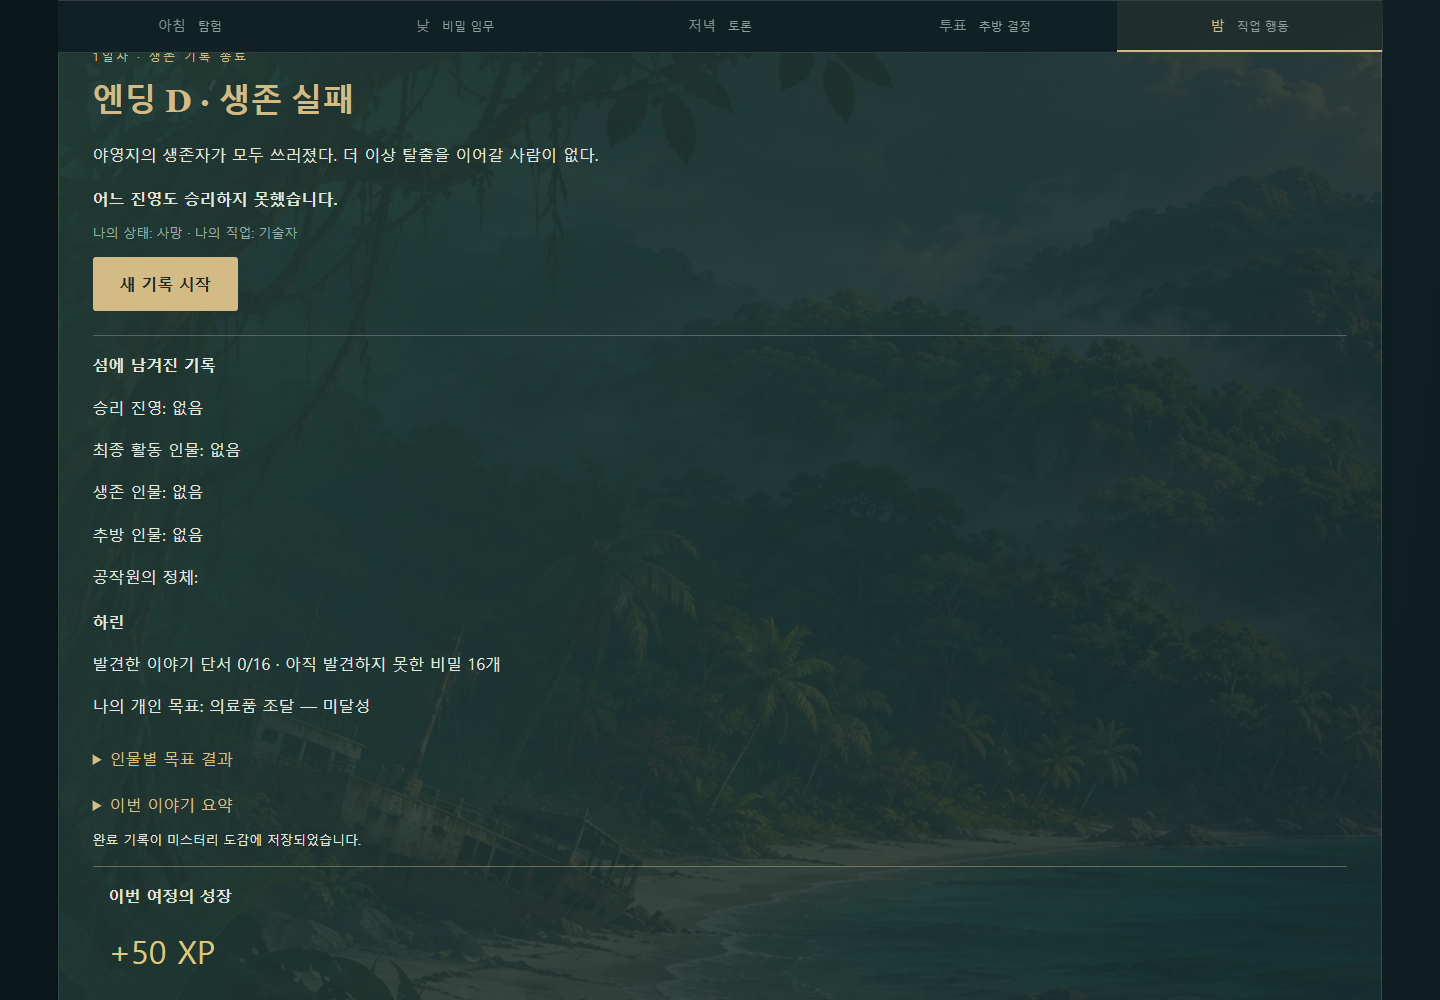 아침 탐험 낮 비밀 임무 저녁 토론 투표 추방 결정 밤 직업 행동
1일차 · 생존 기록 종료
엔딩 D · 생존 실패
야영지의 생존자가 모두 쓰러졌다. 더 이상 탈출을 이어갈 사람이 없다.
어느 진영도 승리하지 못했습니다.
나의 상태: 사망 · 나의 직업: 기술자
새 기록 시작
섬에 남겨진 기록
승리 진영: 없음
최종 활동 인물: 없음
생존 인물: 없음
추방 인물: 없음
공작원의 정체:
하린
발견한 이야기 단서 0/16 · 아직 발견하지 못한 비밀 16개
나의 개인 목표: 의료품 조달 — 미달성
▶ 인물별 목표 결과
▶ 이번 이야기 요약
완료 기록이 미스터리 도감에 저장되었습니다.
이번 여정의 성장
+50 XP